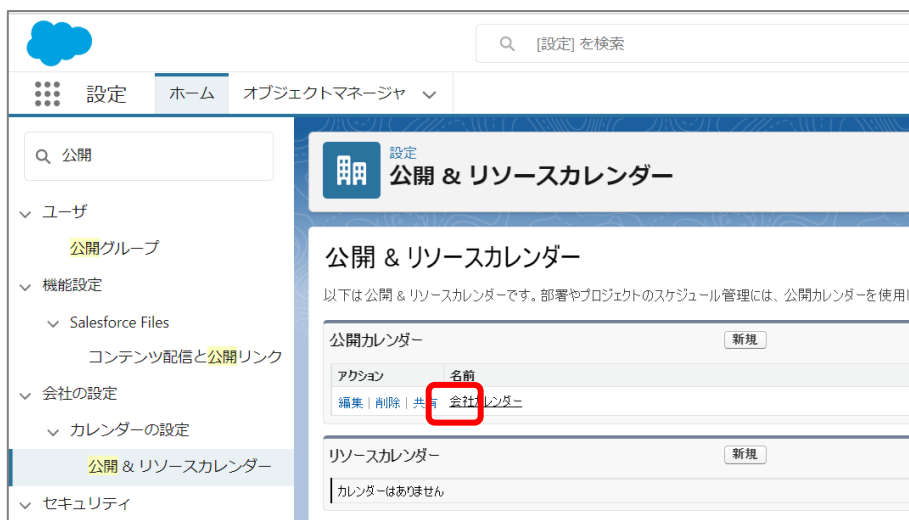 [設定] を検索
設定 ホーム オブジェクトマネージャ
公開
ユーザ
公開グループ
機能設定
Salesforce Files
コンテンツ配信と公開リンク
会社の設定
カレンダーの設定
公開 & リソースカレンダー
セキュリティ
設定
公開 & リソースカレンダー
公開 & リソースカレンダー
以下は公開 & リソースカレンダーです。部署やプロジェクトのスケジュール管理には、公開カレンダーを使用
公開カレンダー 新規
アクション 名前
編集 | 削除 | 共有 会社カレンダー
リソースカレンダー 新規
カレンダーはありません